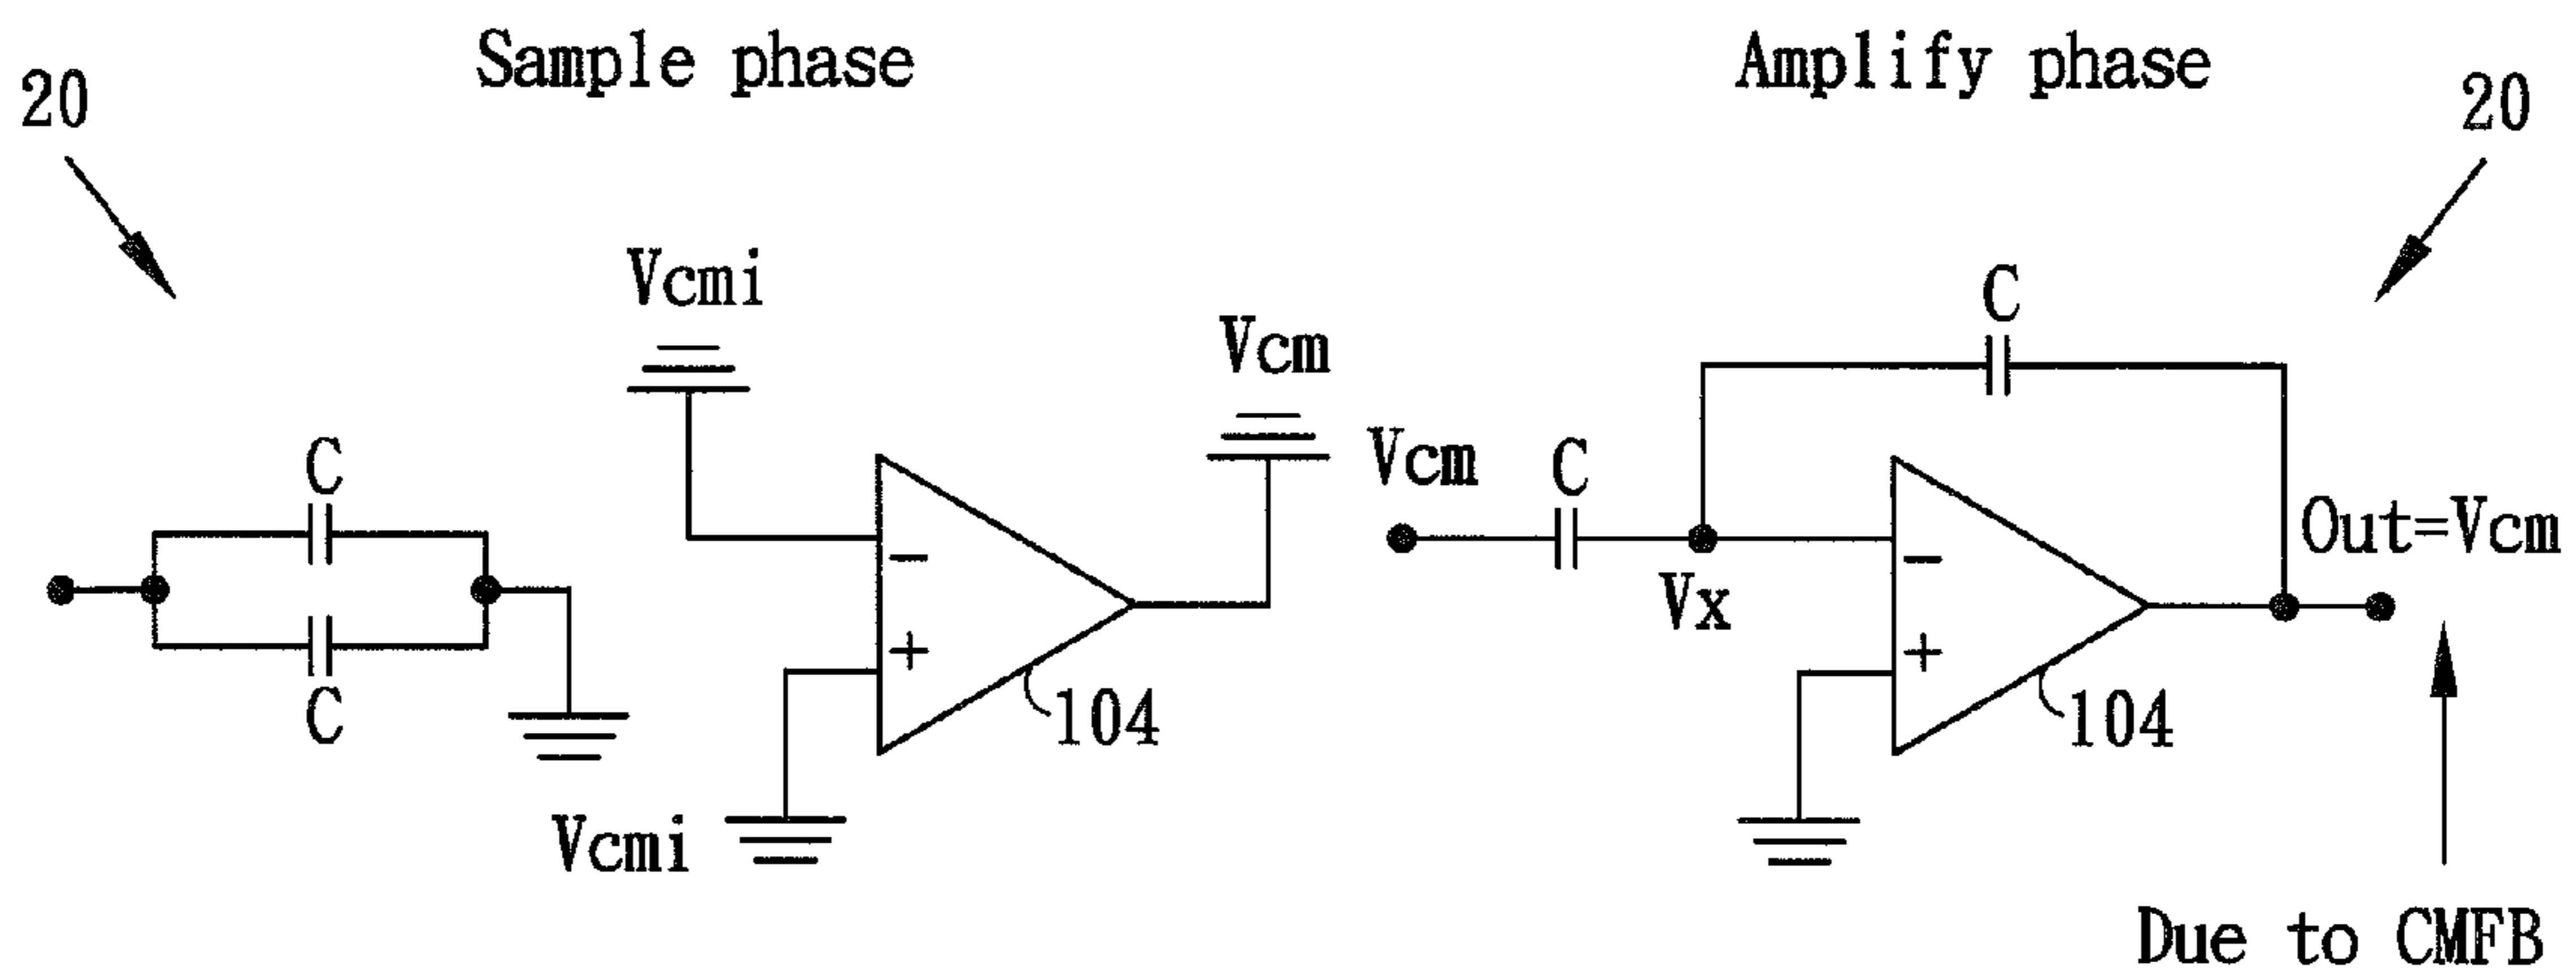 Sample phase
Amplify phase
20
20
Vcmi
Vcm
C
Vcm
C
C
Out=Vcm
−
−
Vx
+
+
C
104
104
Vcmi
Due to CMFB